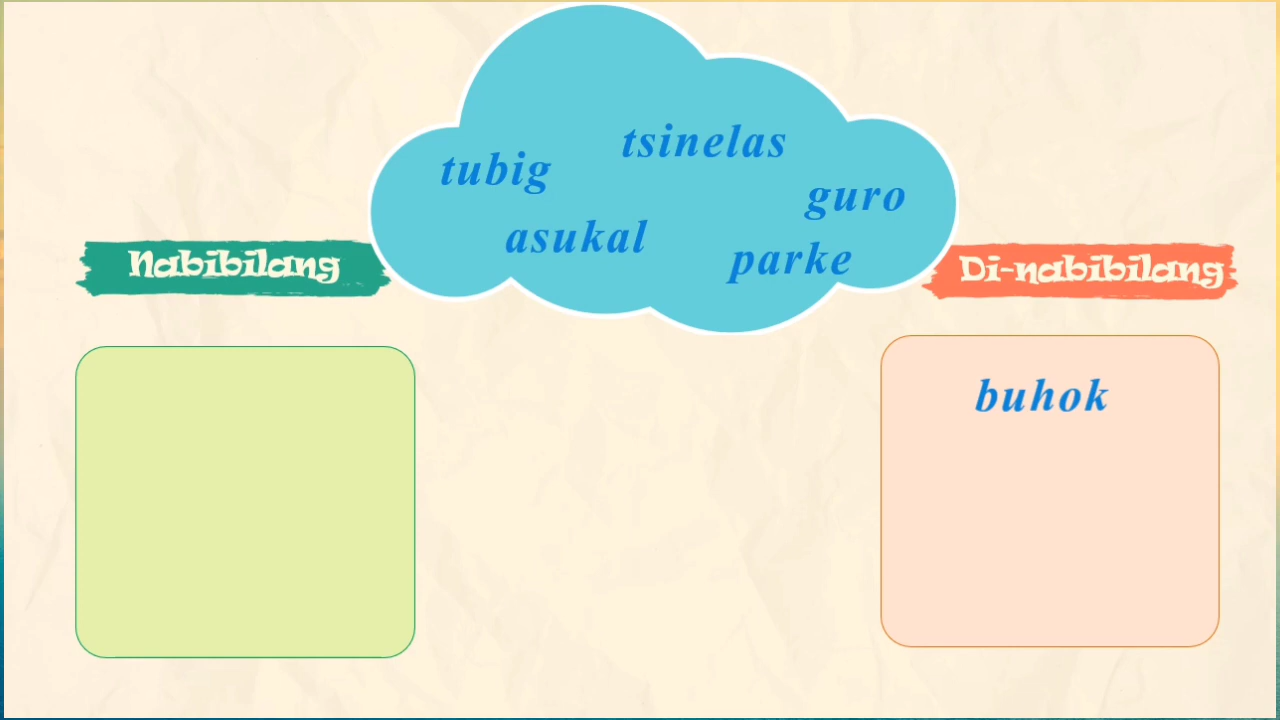 tsinelas
tubig
guro
asukal
parke
Nabibilang
Di-nabibilang
buhok